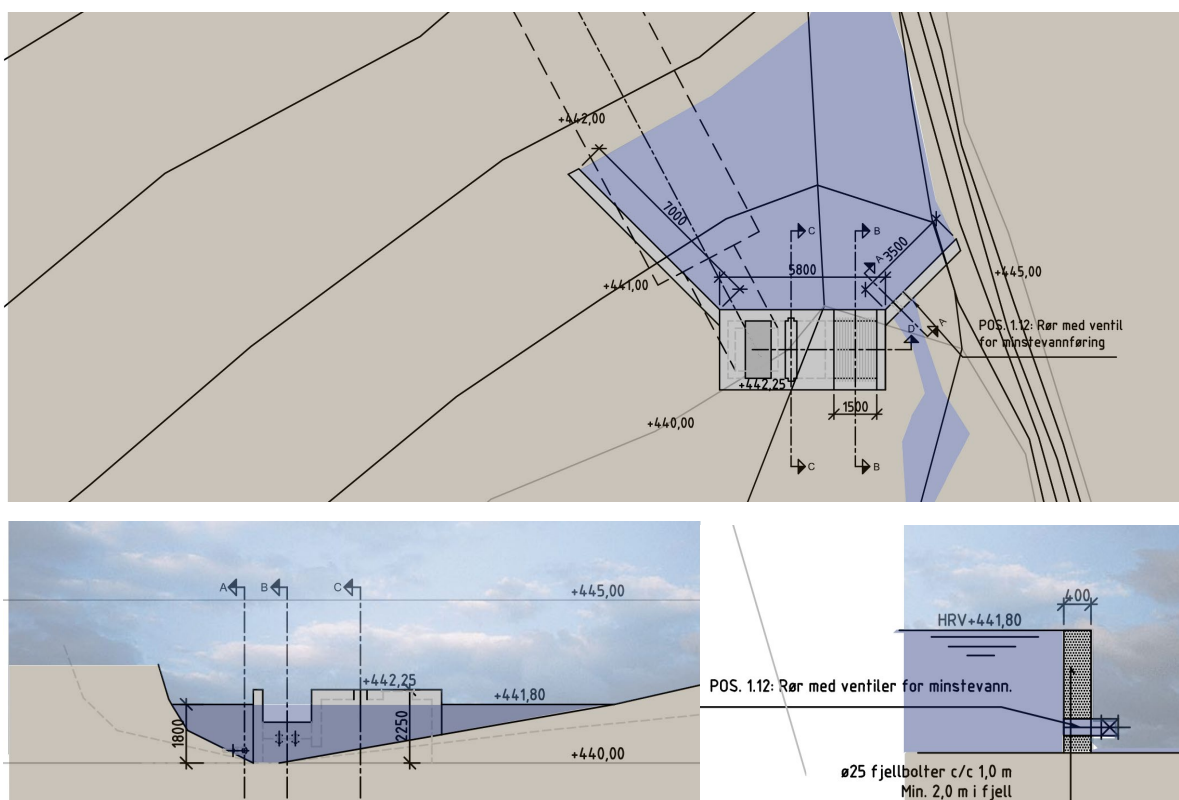 +442,00
7000
C
B
5800
A
3500
+445,00
+441,00
D
A
POS. 1.12: Rør med ventil
for minstevannføring
+442,25
1500
+440,00
C
B
A
B
C
+445,00
+442,25
+441,80
1800
2250
+440,00
400
HRV+441,80
POS. 1.12: Rør med ventiler for minstevann.
ø25 fjellbolter c/c 1,0 m
Min. 2,0 m i fjell